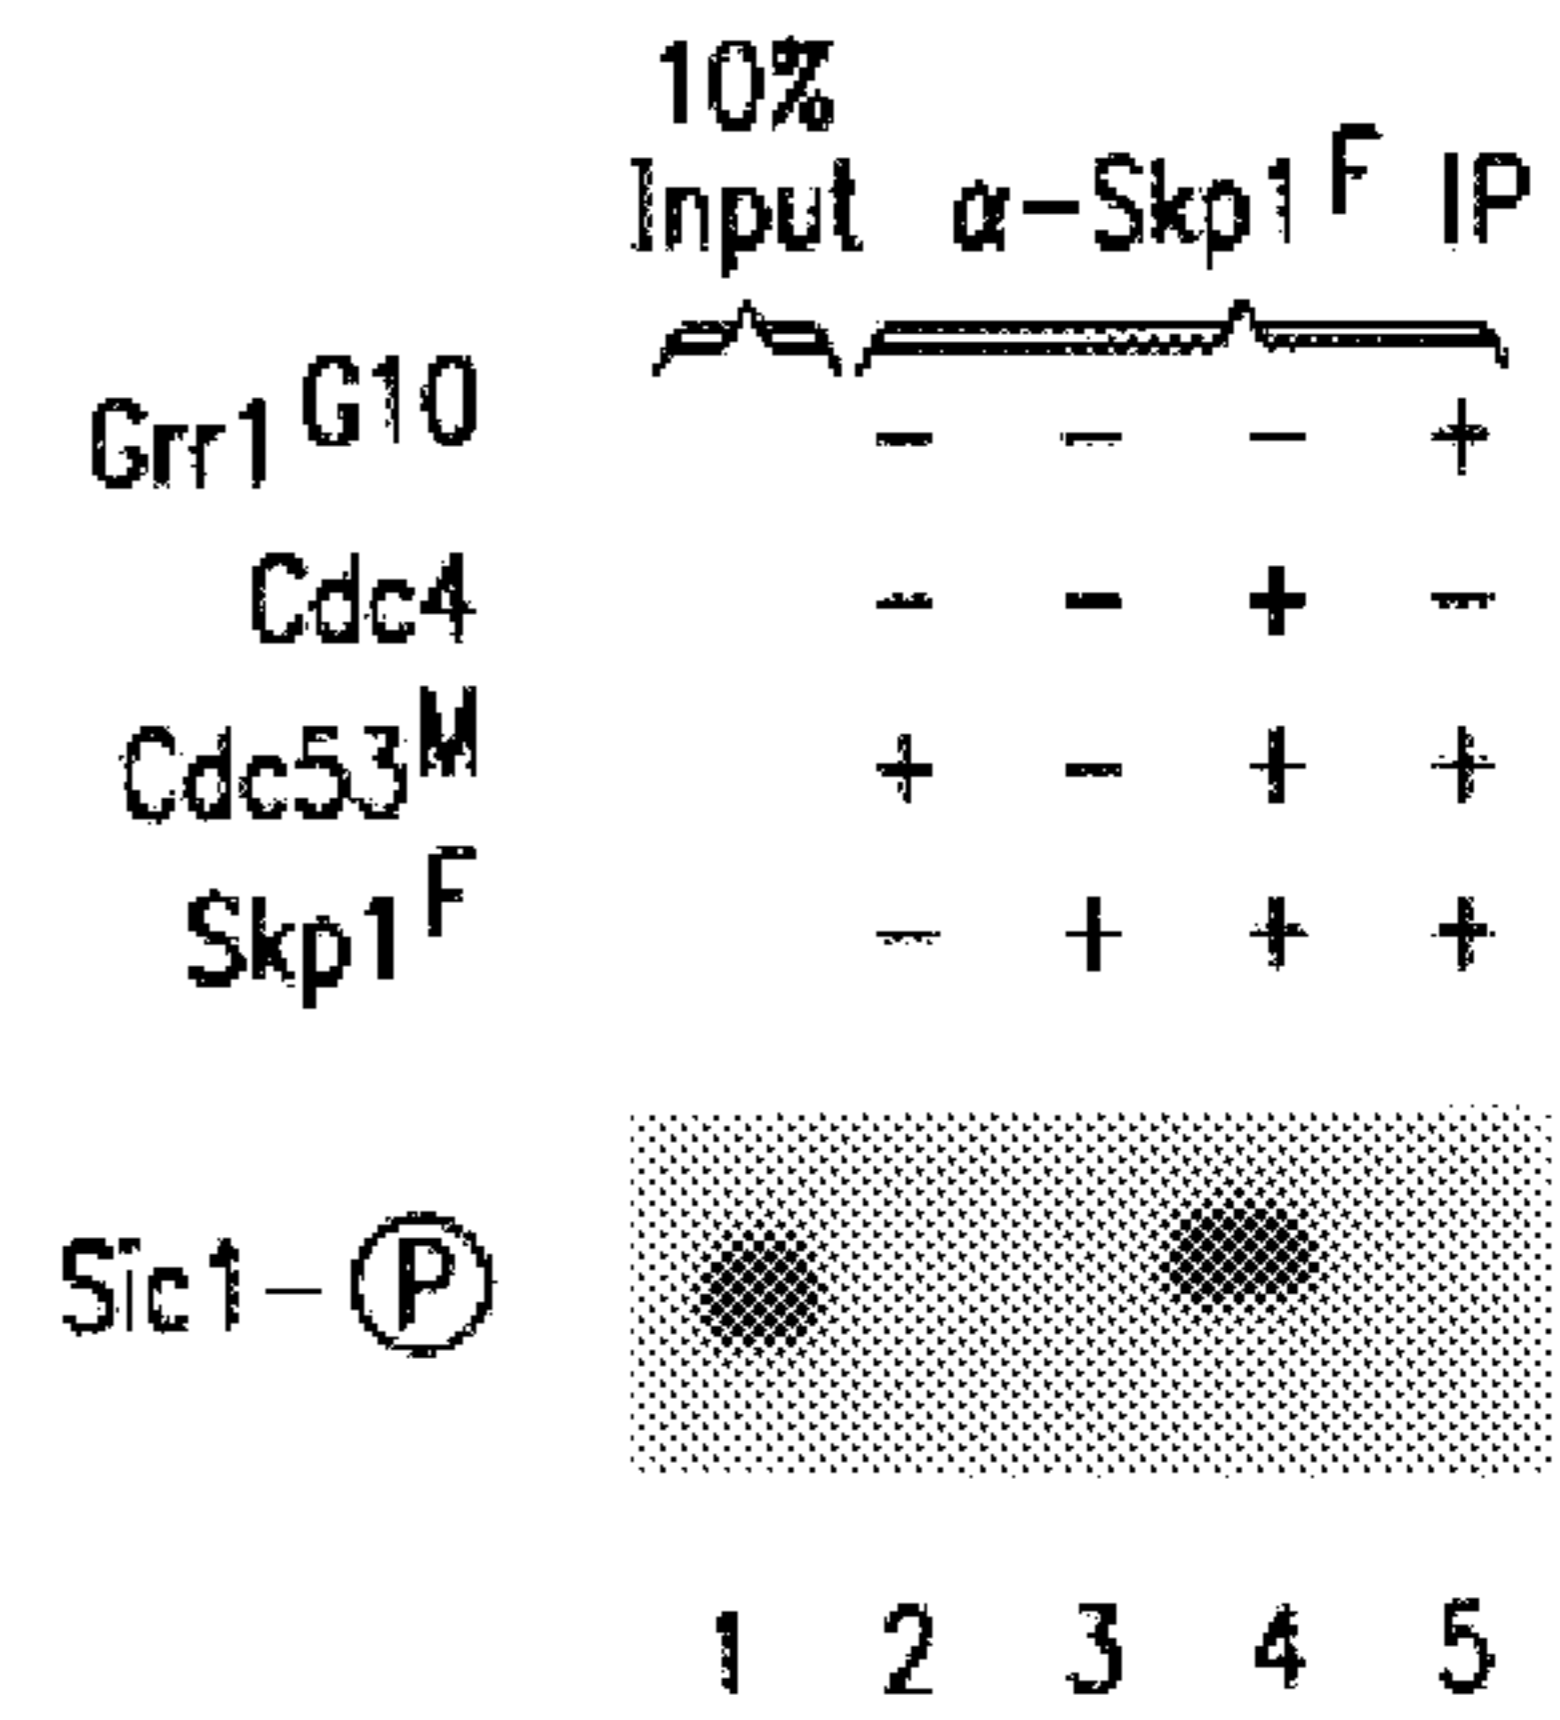 10%
Input α-Skp1F IP
Grr1G10 - - - +
Cdc4 - - + -
Cdc53M + - + +
Skp1F - + + +
Sic1-P
1 2 3 4 5